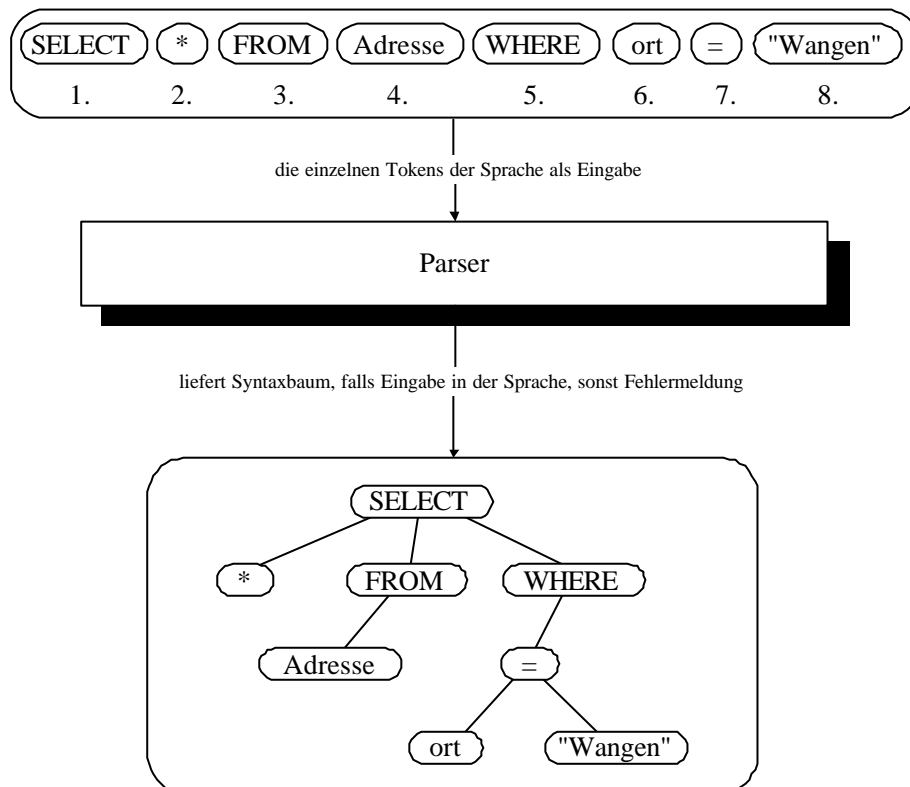 SELECT * FROM Adresse WHERE ort = "Wangen"
1. 2. 3. 4. 5. 6. 7. 8.
die einzelnen Tokens der Sprache als Eingabe
Parser
liefert Syntaxbaum, falls Eingabe in der Sprache, sonst Fehlermeldung
SELECT
* FROM WHERE
Adresse =
ort "Wangen"